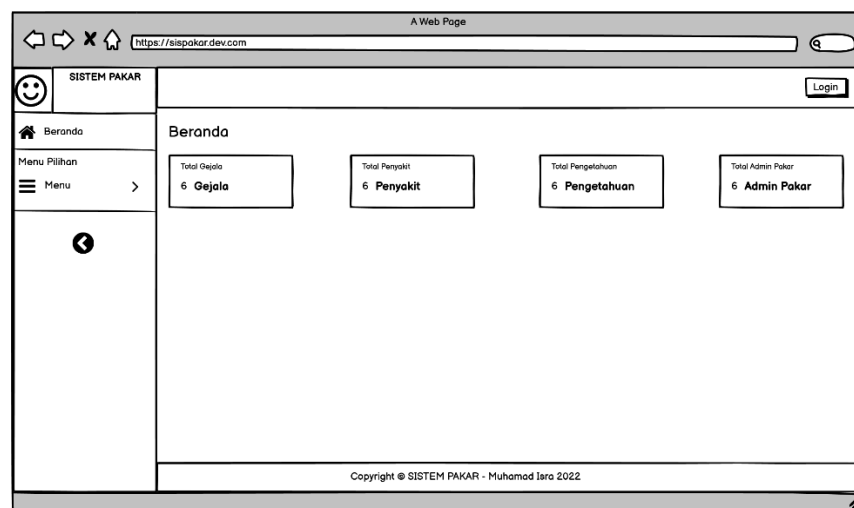 A Web Page
https://sispakar.dev.com
SISTEM PAKAR
Login
Beranda
Menu Pilihan
Menu
Beranda
Total Gejala
6 Gejala
Total Penyakit
6 Penyakit
Total Pengetahuan
6 Pengetahuan
Total Admin Pakar
6 Admin Pakar
Copyright © SISTEM PAKAR - Muhamad Isra 2022